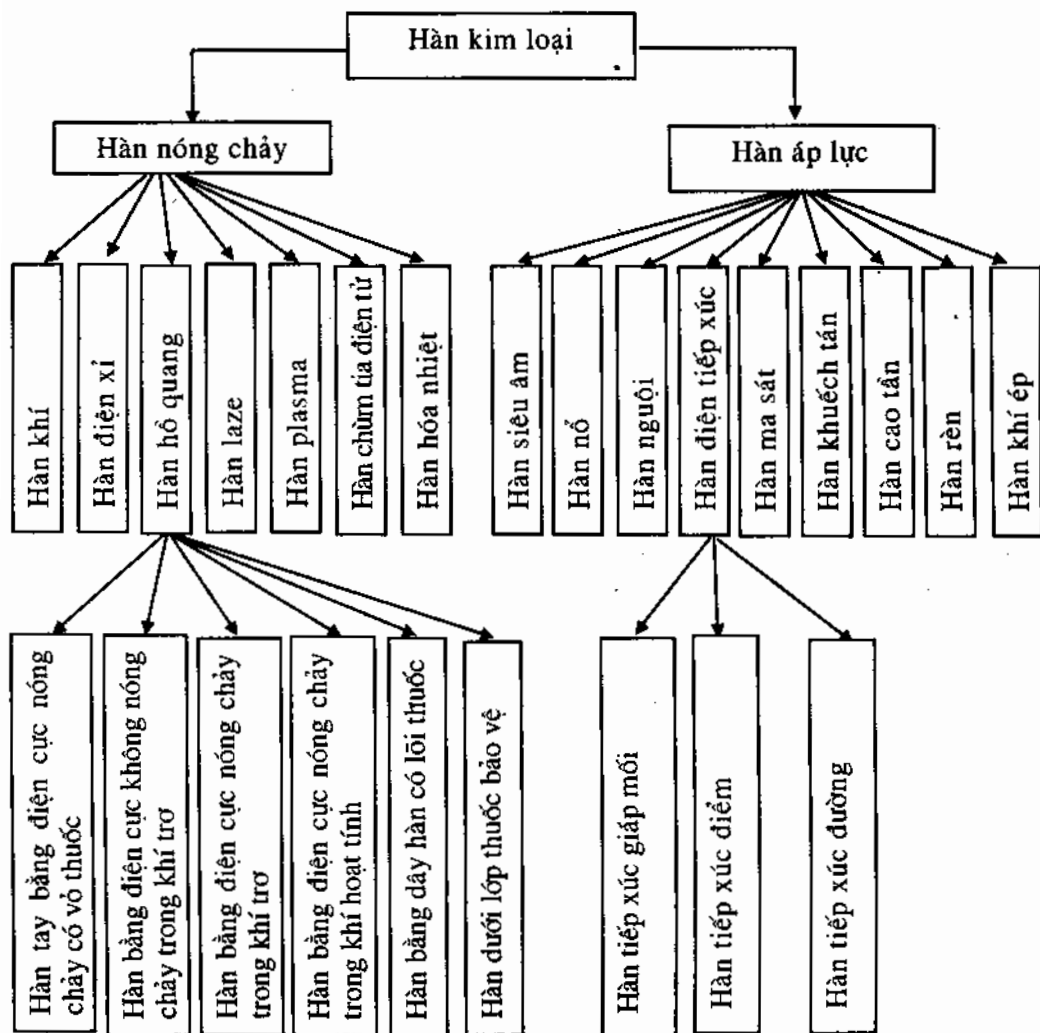 Hàn kim loại
Hàn nóng chảy
Hàn áp lực
Hàn khí
Hàn điện xỉ
Hàn hồ quang
Hàn laze
Hàn plasma
Hàn chùm tia điện tử
Hàn hóa nhiệt
Hàn siêu âm
Hàn nổ
Hàn nguội
Hàn điện tiếp xúc
Hàn ma sát
Hàn khuếch tán
Hàn cao tần
Hàn rèn
Hàn khí ép
Hàn tay bằng điện cực nóng
chảy có vỏ thuốc
Hàn bằng điện cực không nóng
chảy trong khí trơ
Hàn bằng điện cực nóng chảy
trong khí trơ
Hàn bằng điện cực nóng chảy
trong khí hoạt tính
Hàn bằng dây hàn có lõi thuốc
Hàn dưới lớp thuốc bảo vệ
Hàn tiếp xúc giáp mối
Hàn tiếp xúc điểm
Hàn tiếp xúc đường